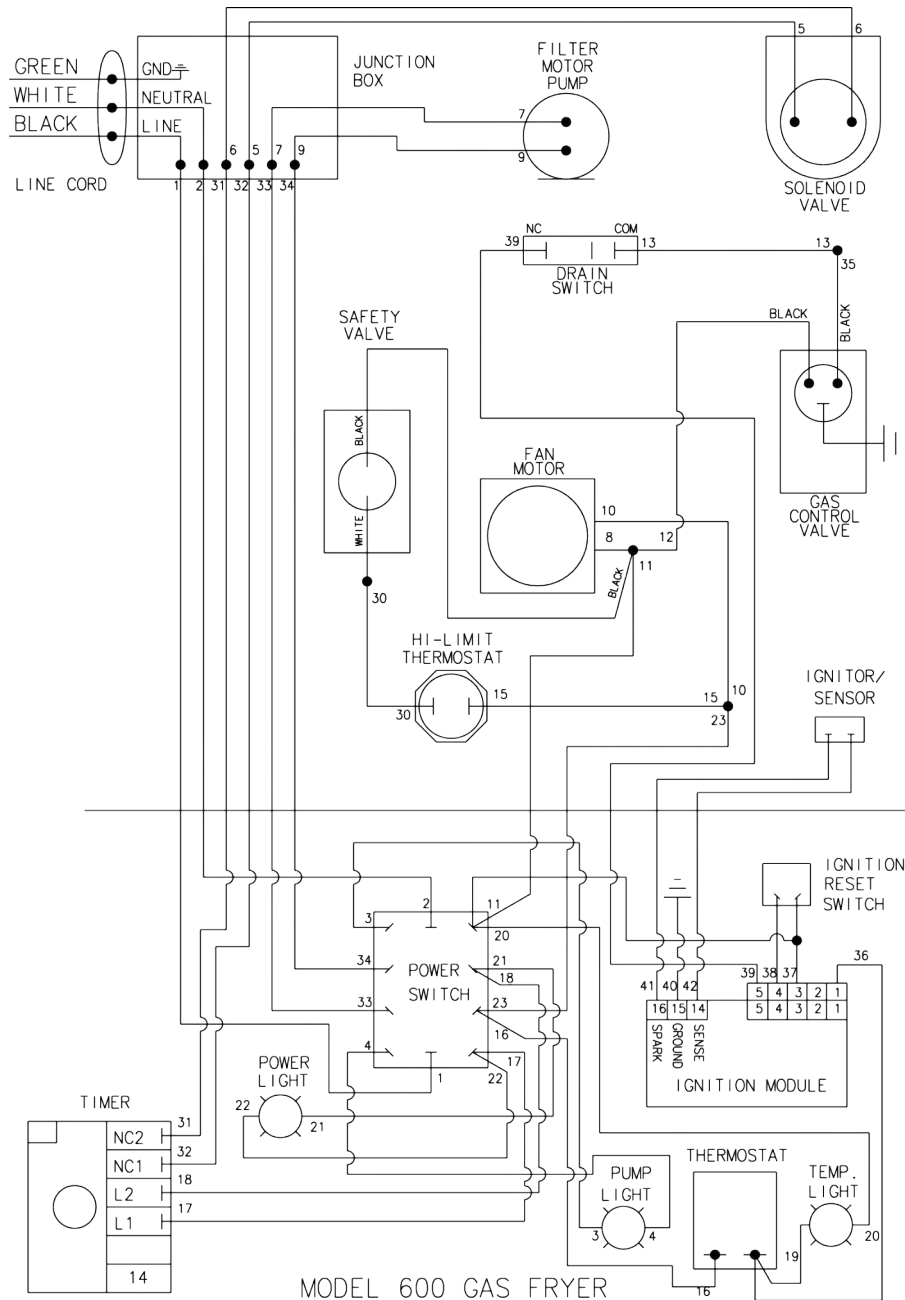 5 6
FILTER
MOTOR
PUMP
JUNCTION
BOX
GREEN GND
WHITE NEUTRAL
BLACK LINE
7
9
6 5 7 9
1 2 31 32 33 34
LINE CORD
SOLENOID
VALVE
39 NC COM 13 13
35
DRAIN
SWITCH
BLACK BLACK
SAFETY
VALVE
BLACK
WHITE
30
FAN
MOTOR
10
8 12
11
BLACK
GAS
CONTROL
VALVE
HI-LIMIT
THERMOSTAT
30 15 15 10
23
IGNITOR/
SENSOR
IGNITION
RESET
SWITCH
3 2 11
20
34 21
18
POWER
SWITCH
33 23
16
4 17
1 22
41 40 42 39 38 37 36
5 4 3 2 1
16 15 14 5 4 3 2 1
SPARK GROUND SENSE
IGNITION MODULE
POWER
LIGHT
22 21
TIMER
NC2 31
NC1 32
L2 18
L1 17
14
PUMP
LIGHT
3 4
THERMOSTAT
16 19
TEMP.
LIGHT
20
MODEL 600 GAS FRYER